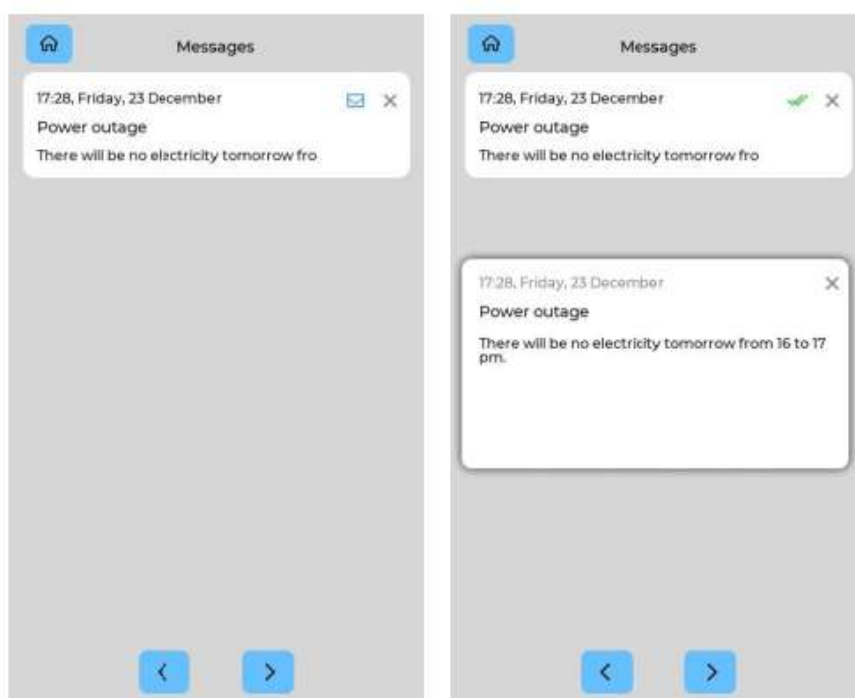 Messages
17:28, Friday, 23 December
Power outage
There will be no electricity tomorrow fro
Messages
17:28, Friday, 23 December
Power outage
There will be no electricity tomorrow fro
17:28, Friday, 23 December
Power outage
There will be no electricity tomorrow from 16 to 17
pm.